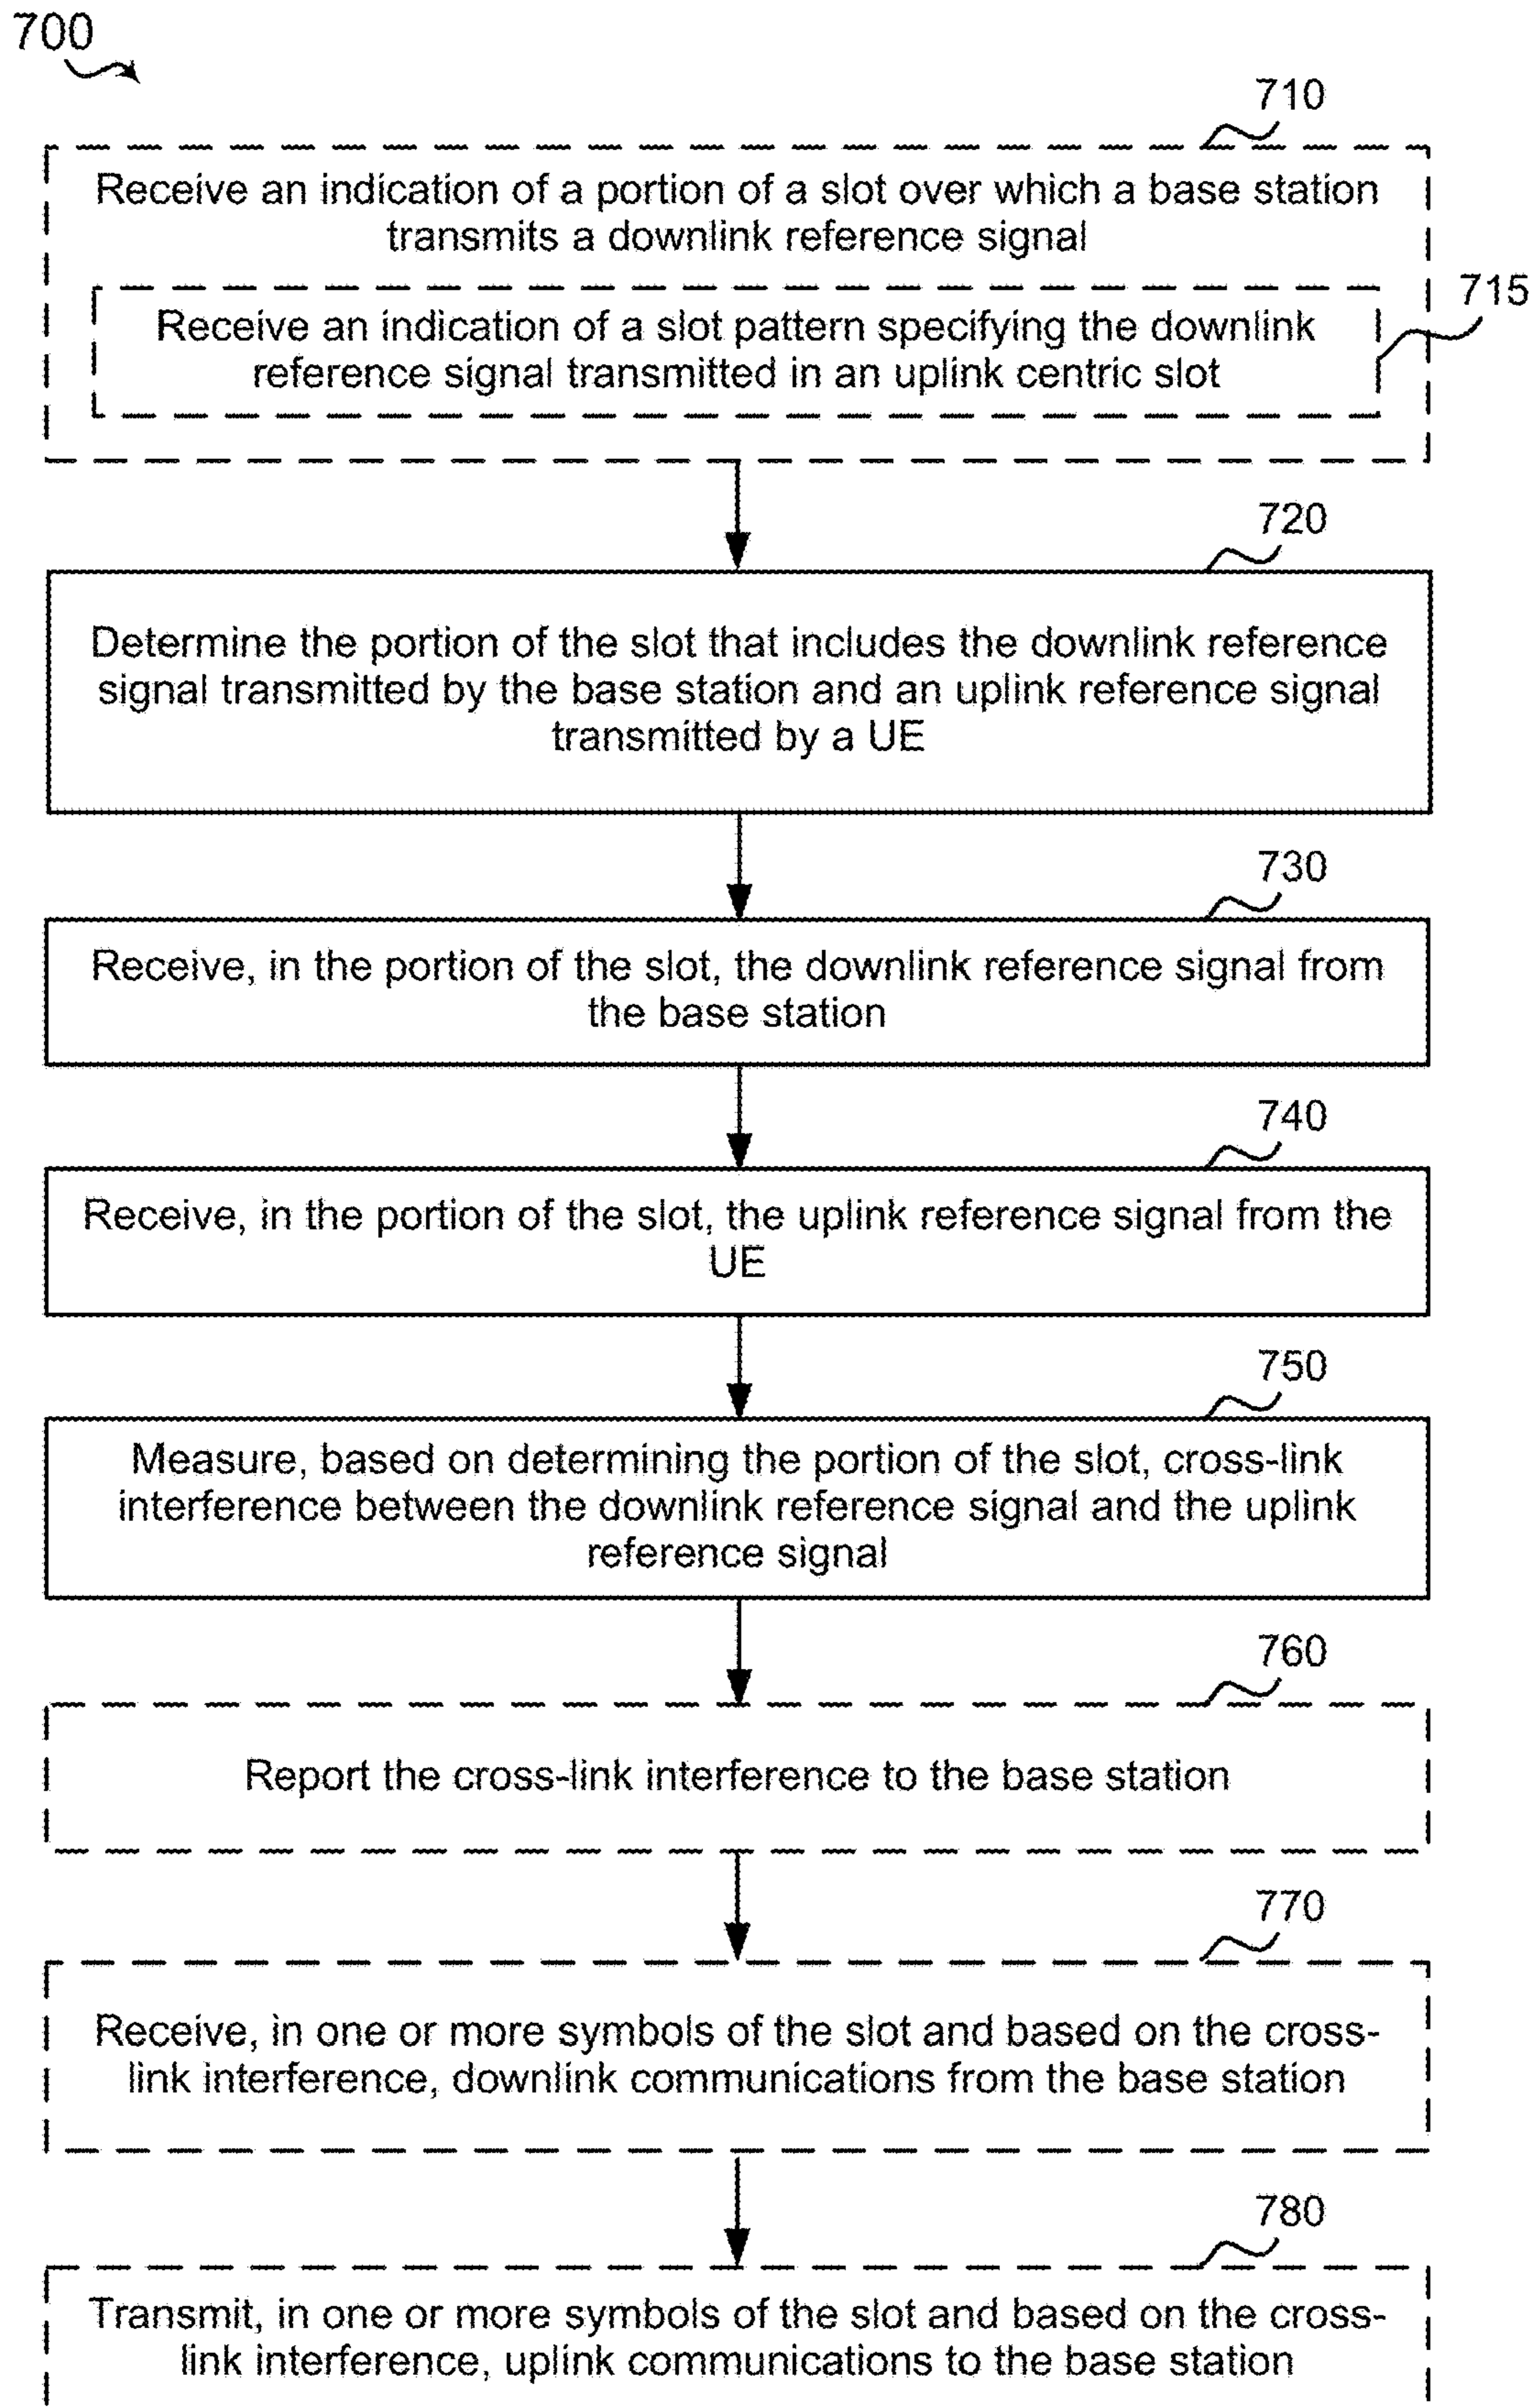 700
710
Receive an indication of a portion of a slot over which a base station
transmits a downlink reference signal
715
Receive an indication of a slot pattern specifying the downlink
reference signal transmitted in an uplink centric slot
720
Determine the portion of the slot that includes the downlink reference
signal transmitted by the base station and an uplink reference signal
transmitted by a UE
730
Receive, in the portion of the slot, the downlink reference signal from
the base station
740
Receive, in the portion of the slot, the uplink reference signal from the
UE
750
Measure, based on determining the portion of the slot, cross-link
interference between the downlink reference signal and the uplink
reference signal
760
Report the cross-link interference to the base station
770
Receive, in one or more symbols of the slot and based on the cross-
link interference, downlink communications from the base station
780
Transmit, in one or more symbols of the slot and based on the cross-
link interference, uplink communications to the base station